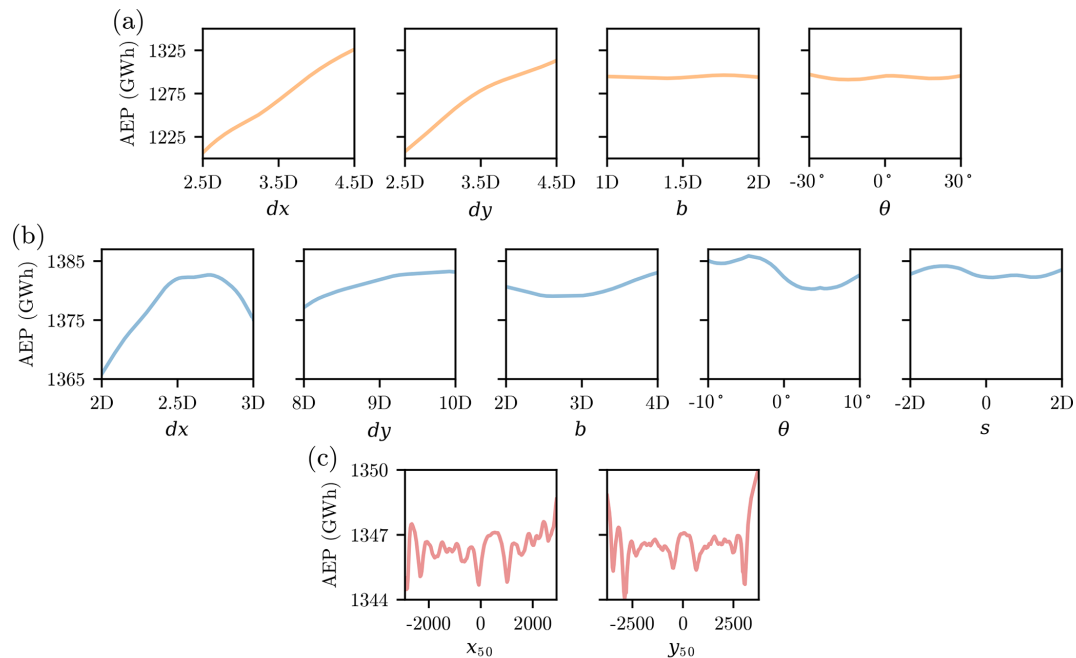 (a)
AEP (GWh)
1325
1275
1225
2.5D 3.5D 4.5D
dx
2.5D 3.5D 4.5D
dy
1D 1.5D 2D
b
-30° 0° 30°
θ
(b)
AEP (GWh)
1385
1375
1365
2D 2.5D 3D
dx
8D 9D 10D
dy
2D 3D 4D
b
-10° 0° 10°
θ
-2D 0 2D
s
(c)
AEP (GWh)
1350
1347
1344
-2000 0 2000
x50
-2500 0 2500
y50